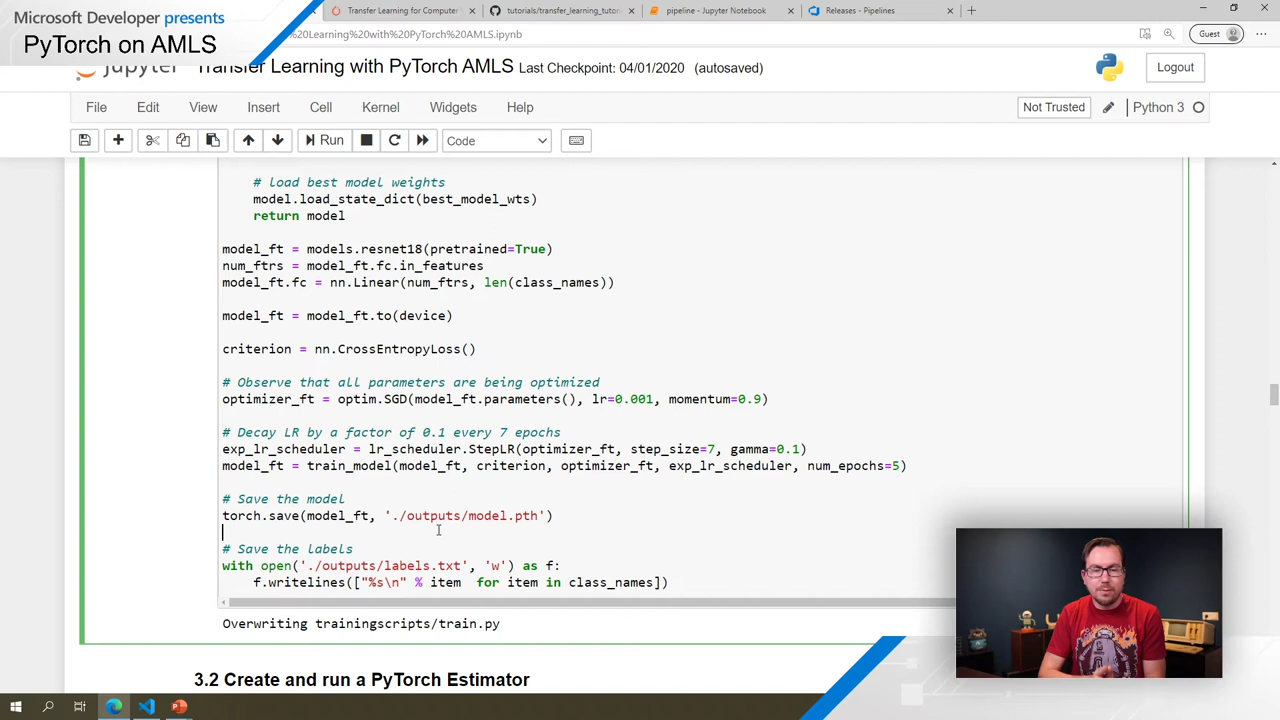 Microsoft Developer presents
PyTorch on AMLS
Transfer Learning for Computer
tutorials/transfer_learning_tutor
pipeline - Jupyter Notebook
Releases - Pipelines
%20Learning%20with%20PyTorch%20AMLS.ipynb
Guest
jupyter
Transfer Learning with PyTorch AMLS Last Checkpoint: 04/01/2020 (autosaved)
Logout
File Edit View Insert Cell Kernel Widgets Help
Not Trusted
Python 3
Run
Code
# load best model weights
model.load_state_dict(best_model_wts)
return model
model_ft = models.resnet18(pretrained=True)
num_ftrs = model_ft.fc.in_features
model_ft.fc = nn.Linear(num_ftrs, len(class_names))
model_ft = model_ft.to(device)
criterion = nn.CrossEntropyLoss()
# Observe that all parameters are being optimized
optimizer_ft = optim.SGD(model_ft.parameters(), lr=0.001, momentum=0.9)
# Decay LR by a factor of 0.1 every 7 epochs
exp_lr_scheduler = lr_scheduler.StepLR(optimizer_ft, step_size=7, gamma=0.1)
model_ft = train_model(model_ft, criterion, optimizer_ft, exp_lr_scheduler, num_epochs=5)
# Save the model
torch.save(model_ft, './outputs/model.pth')
# Save the labels
with open('./outputs/labels.txt', 'w') as f:
f.writelines(["%s\n" % item  for item in class_names])
Overwriting trainingscripts/train.py
3.2 Create and run a PyTorch Estimator